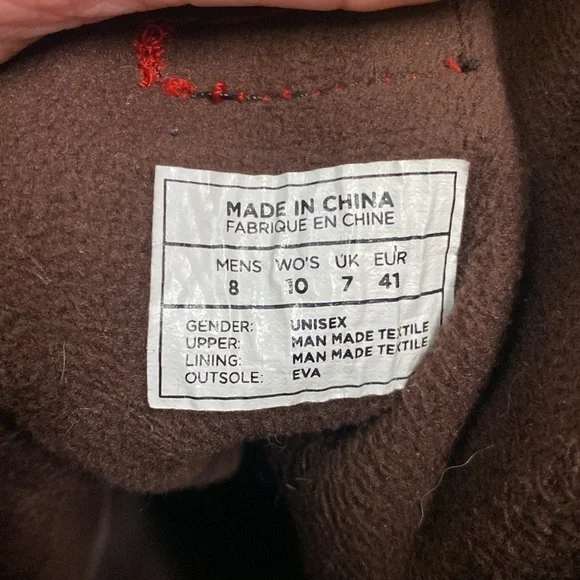 MADE IN CHINA
FABRIQUE EN CHINE
MENS WO'S UK EUR
8 10 7 41
GENDER: UNISEX
UPPER: MAN MADE TEXTILE
LINING: MAN MADE TEXTILE
OUTSOLE: EVA